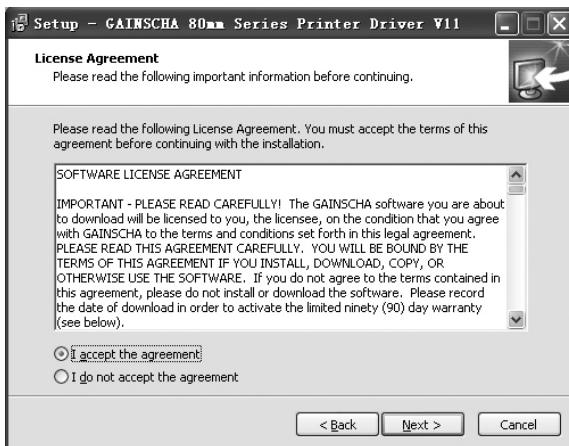 Setup - GAINSCHA 80mm Series Printer Driver V11
License Agreement
Please read the following important information before continuing.
Please read the following License Agreement. You must accept the terms of this
agreement before continuing with the installation.
SOFTWARE LICENSE AGREEMENT
IMPORTANT - PLEASE READ CAREFULLY! The GAINSCHA software you are about
to download will be licensed to you, the licensee, on the condition that you agree
with GAINSCHA to the terms and conditions set forth in this legal agreement.
PLEASE READ THIS AGREEMENT CAREFULLY. YOU WILL BE BOUND BY THE
TERMS OF THIS AGREEMENT IF YOU INSTALL, DOWNLOAD, COPY, OR
OTHERWISE USE THE SOFTWARE. If you do not agree to the terms contained in
this agreement, please do not install or download the software. Please record
the date of download in order to activate the limited ninety (90) day warranty
(see below).
I accept the agreement
I do not accept the agreement
< Back
Next >
Cancel